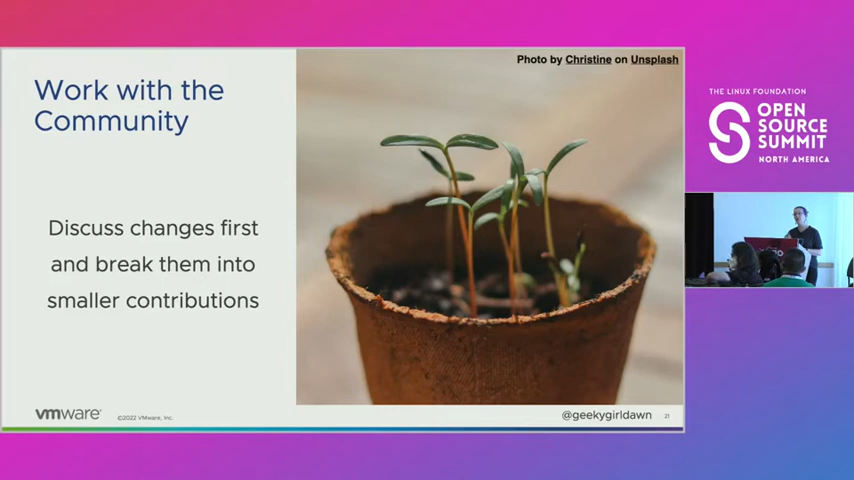 Photo by Christine on Unsplash
Work with the
Community
Discuss changes first
and break them into
smaller contributions
vmware®
©2022 VMware, Inc.
@geekygirldawn
21
THE LINUX FOUNDATION
OPEN
SOURCE
SUMMIT
NORTH AMERICA